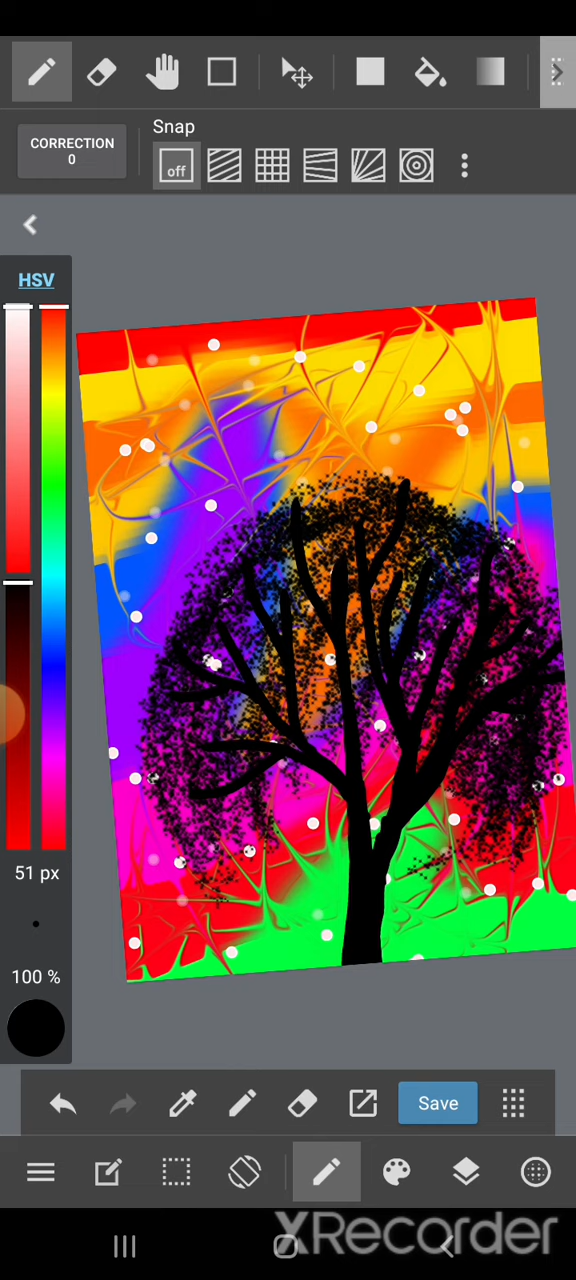 Snap
CORRECTION
0
off
HSV
51 px
100 %
Save
XRecorder